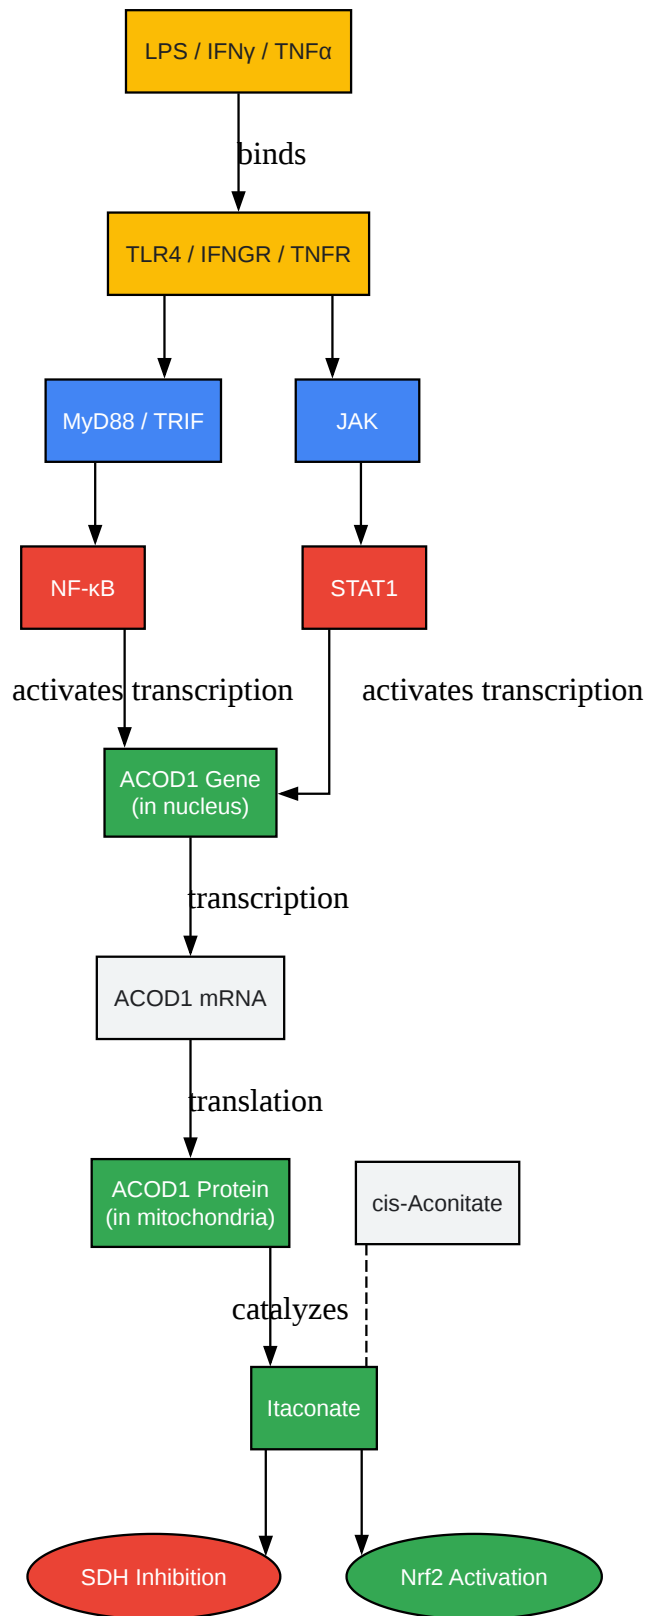 LPS / IFNγ / TNFα
binds
TLR4 / IFNGR / TNFR
MyD88 / TRIF
JAK
NF-κB
STAT1
activates transcription
activates transcription
ACOD1 Gene
(in nucleus)
transcription
ACOD1 mRNA
translation
ACOD1 Protein
(in mitochondria)
cis-Aconitate
catalyzes
Itaconate
SDH Inhibition
Nrf2 Activation